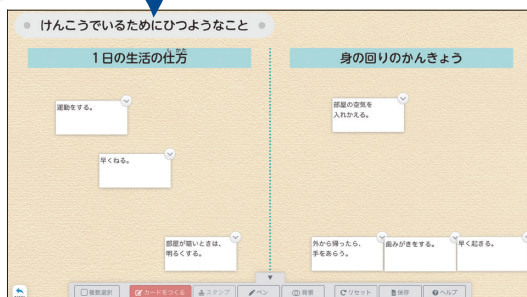 けんこうでいるためにひつようなこと
1日の生活の仕方
身の回りのかんきょう
運動をする。
部屋の空気を
入れかえる。
早くねる。
部屋が暗いときは、
明るくする。
外から帰ったら、
手をあらう。
歯みがきをする。
早く起きる。
複数選択
カードをつくる
スタンプ
ペン
背景
リセット
保存
ヘルプ